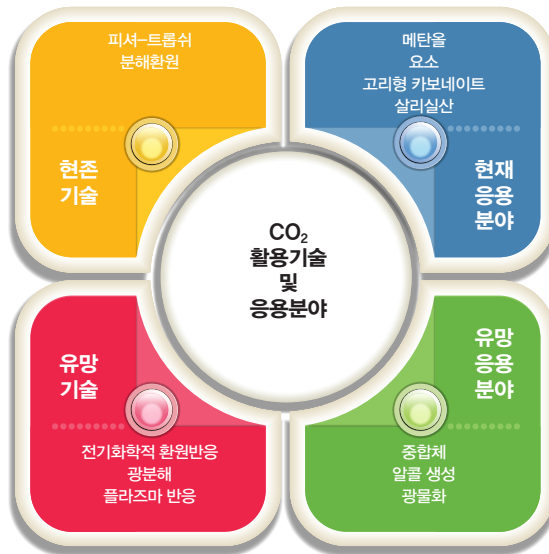 피셔-트롭쉬
분해환원
현존
기술
메탄올
요소
고리형 카보네이트
살리실산
현재
응용
분야
CO₂
활용기술
및
응용분야
유망
기술
전기화학적 환원반응
광분해
플라즈마 반응
유망
응용
분야
중합체
알콜 생성
광물화